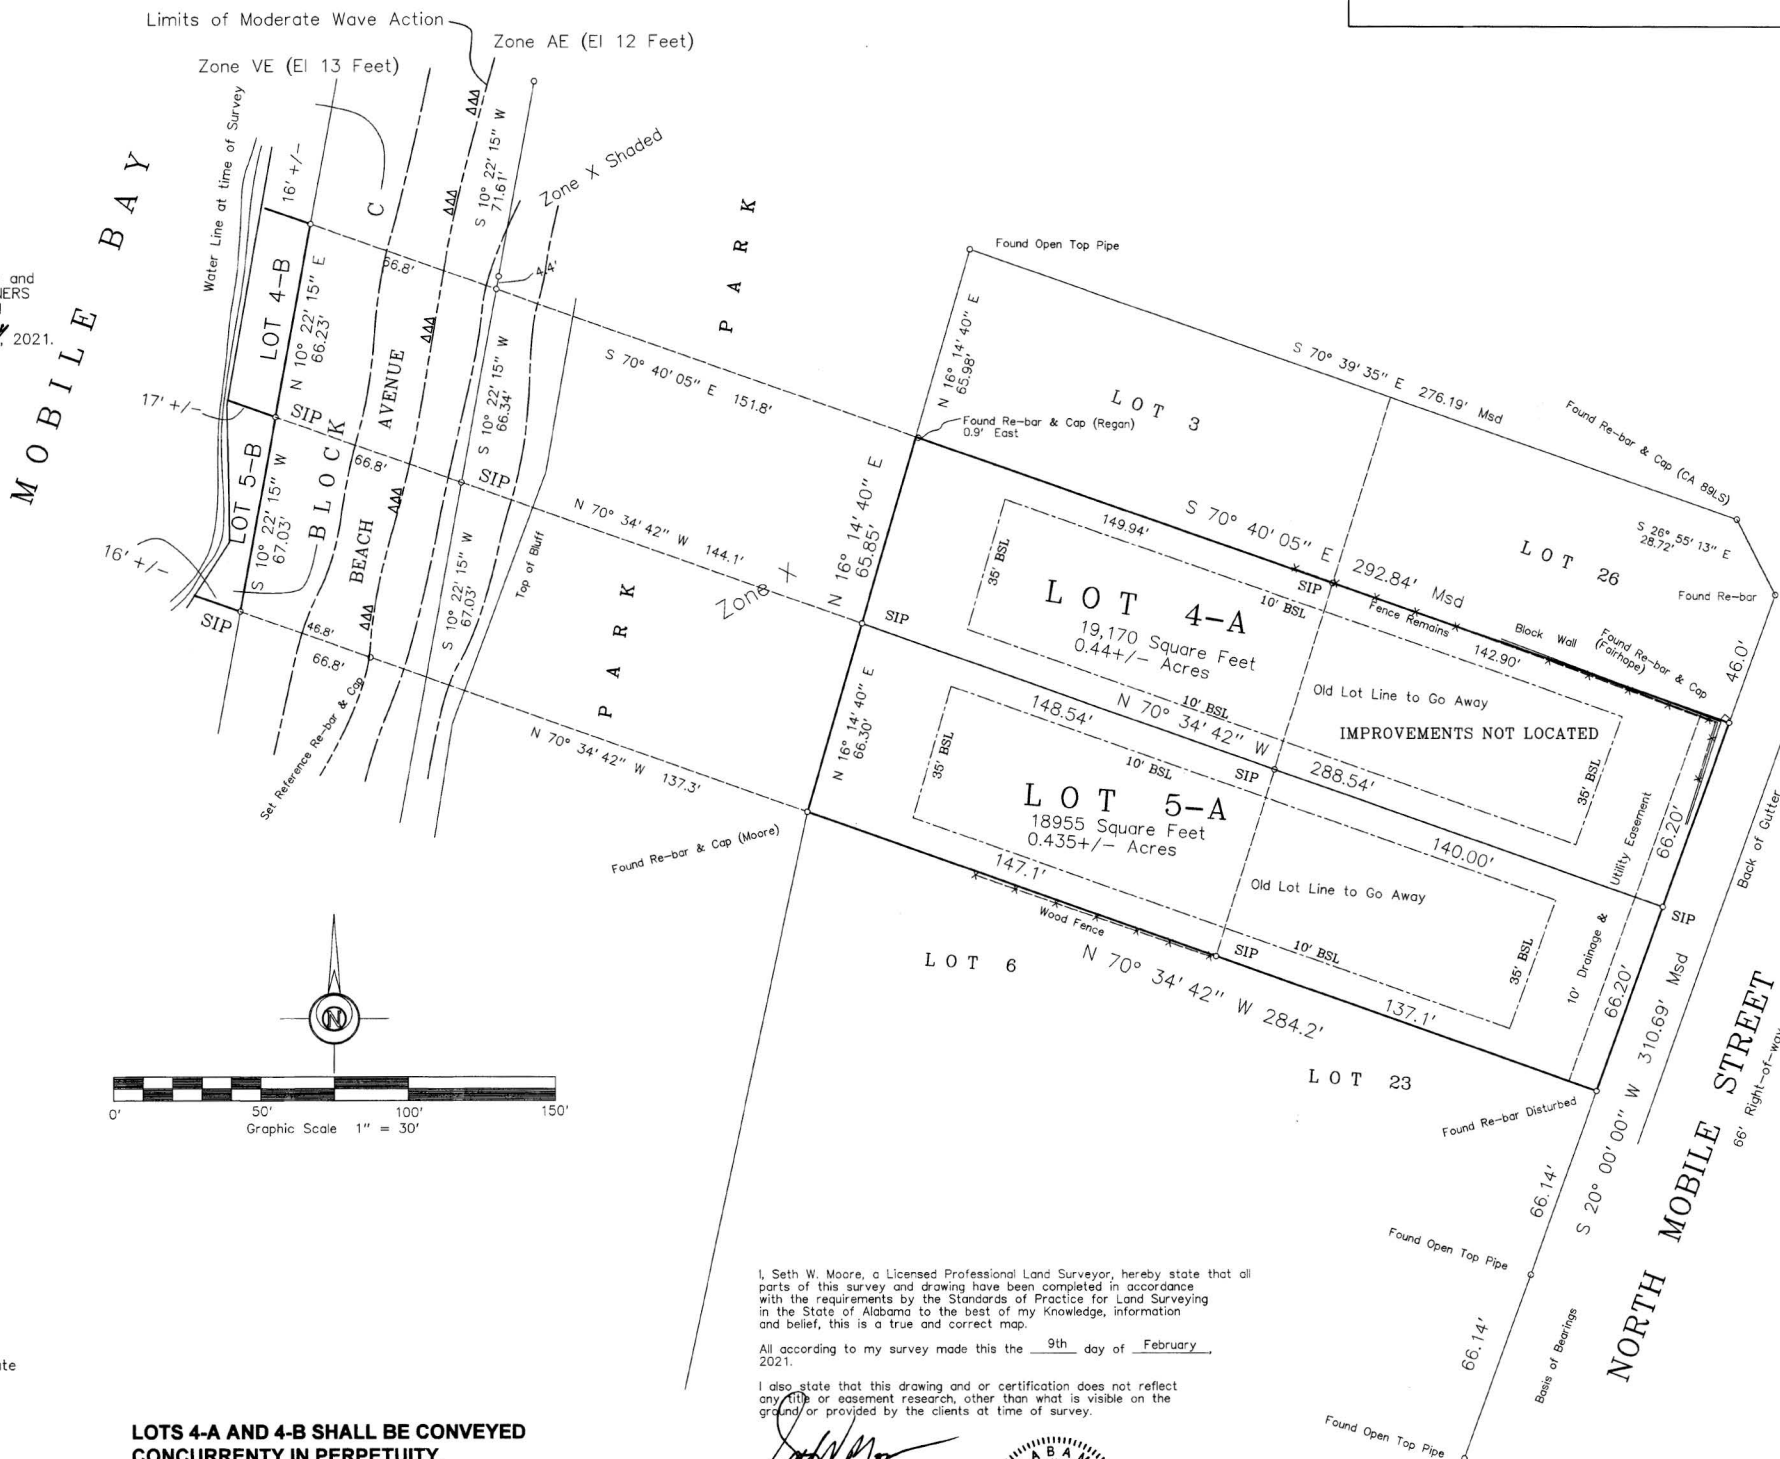 Limits of Moderate Wave Action
Zone AE (El 12 Feet)
Zone VE (El 13 Feet)
Water Line at time of Survey
MOBILE BAY
and
2021.
16' +/-
C
S 10° 22' 15" W
71.61'
Zone X Shaded
PARK
66.8'
4.4'
LOT 4-B
N 10° 22' 15" E
66.23'
17' +/-
SIP
BLOCK
BEACH AVENUE
S 10° 22' 15" W
66.34'
SIP
66.8'
LOT 5-B
S 10° 22' 15" W
67.03'
16' +/-
SIP
46.8'
66.8'
S 10° 22' 15" W
67.03'
Top of Bluff
Set Reference Re-bar & Cap
S 70° 40' 05" E 151.8'
N 70° 34' 42" W 144.1'
N 70° 34' 42" W 137.3'
PARK
Zone X
Found Open Top Pipe
N 16° 14' 40" E
65.98'
Found Re-bar & Cap (Regan)
0.9' East
LOT 3
S 70° 39' 35" E 276.19' Msd
Found Re-bar & Cap (CA 89LS)
S 26° 55' 13" E
28.72'
LOT 26
Found Re-bar
46.0'
N 16° 14' 40" E
65.85'
SIP
149.94'
S 70° 40' 05" E 292.84' Msd
SIP
35' BSL
10' BSL
Fence Remains
Block Wall
142.90'
Found Re-bar & Cap
(Fairhope)
LOT 4-A
19,170 Square Feet
0.44+/- Acres
Old Lot Line to Go Away
IMPROVEMENTS NOT LOCATED
10' BSL
35' BSL
148.54'
N 70° 34' 42" W
288.54'
SIP
140.00'
N 16° 14' 40" E
66.30'
35' BSL
10' BSL
LOT 5-A
18955 Square Feet
0.435+/- Acres
Old Lot Line to Go Away
10' BSL
35' BSL
10' Drainage &
Utility Easement
66.20'
SIP
66.20'
Back of Gutter
Found Re-bar & Cap (Moore)
147.1'
Wood Fence
SIP
LOT 6
N 70° 34' 42" W 284.2'
137.1'
LOT 23
Found Re-bar Disturbed
66.14'
S 20° 00' 00" W 310.69' Msd
NORTH MOBILE STREET
66' Right-of-way
Found Open Top Pipe
66.14'
Basis of Bearings
Found Open Top Pipe
N
0' 50' 100' 150'
Graphic Scale 1" = 30'
I, Seth W. Moore, a Licensed Professional Land Surveyor, hereby state that all
parts of this survey and drawing have been completed in accordance
with the requirements by the Standards of Practice for Land Surveying
in the State of Alabama to the best of my Knowledge, information
and belief, this is a true and correct map.
All according to my survey made this the 9th day of February,
2021.
I also state that this drawing and or certification does not reflect
any title or easement research, other than what is visible on the
ground or provided by the clients at time of survey.
LOTS 4-A AND 4-B SHALL BE CONVEYED
CONCURRENTY IN PERPETUITY